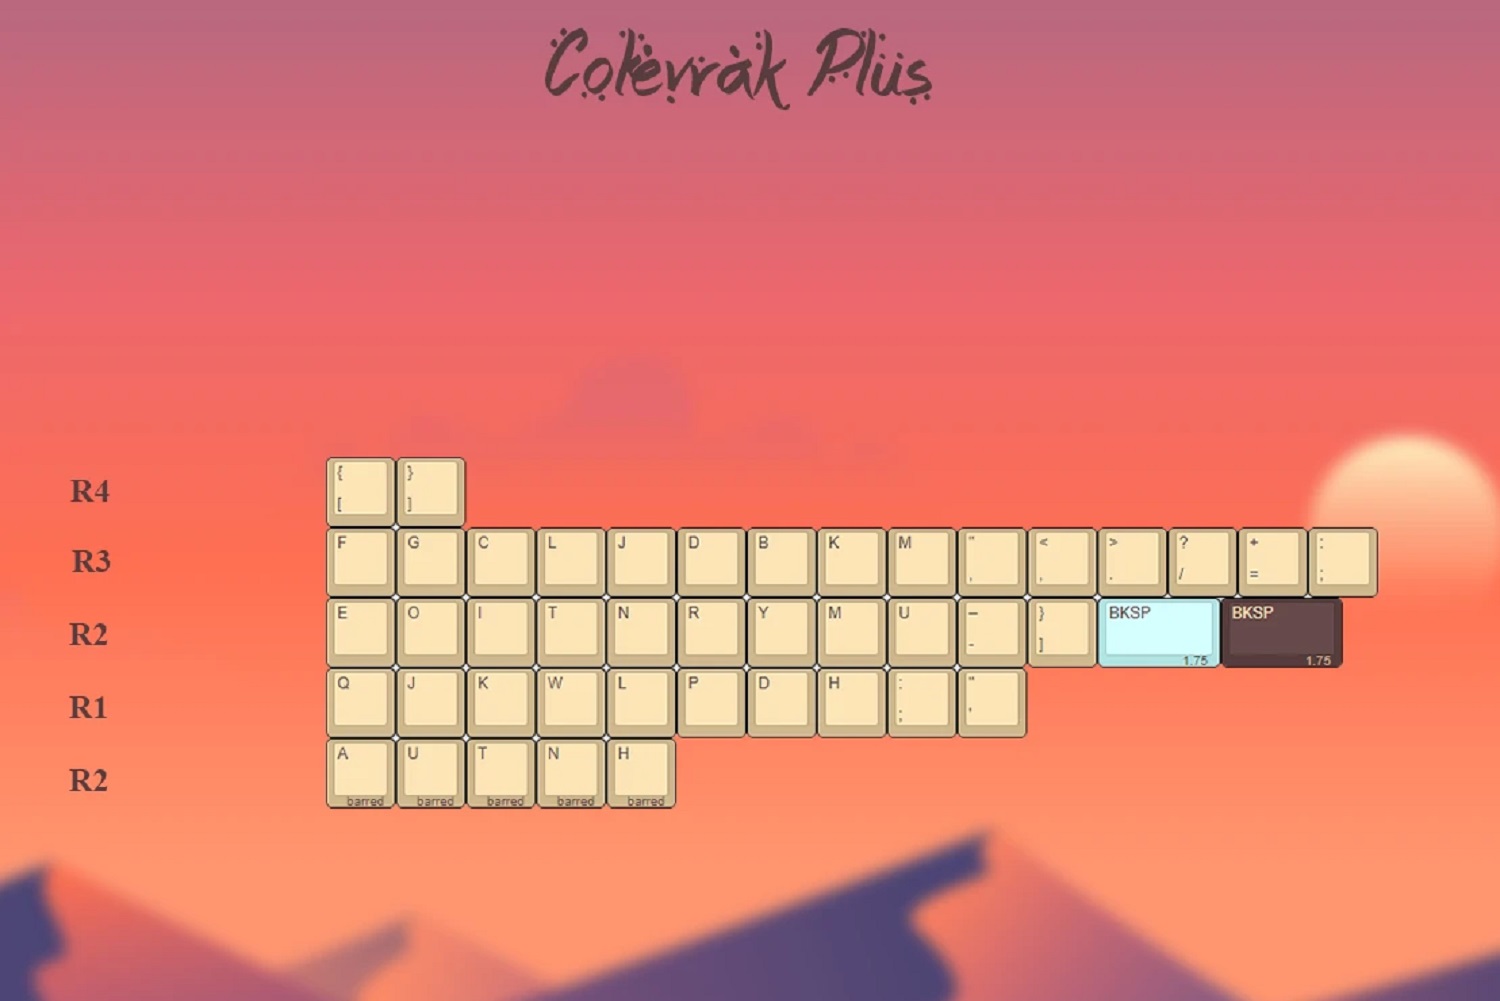 Colevrak Plus
R4 { }
[ ]
R3 F G C L J D B K M " < > ? + :
, , . / = ;
R2 E O I T N R Y M U – } BKSP BKSP
- ] 1.75 1.75
R1 Q J K W L P D H : "
; '
R2 A U T N H
barred barred barred barred barred